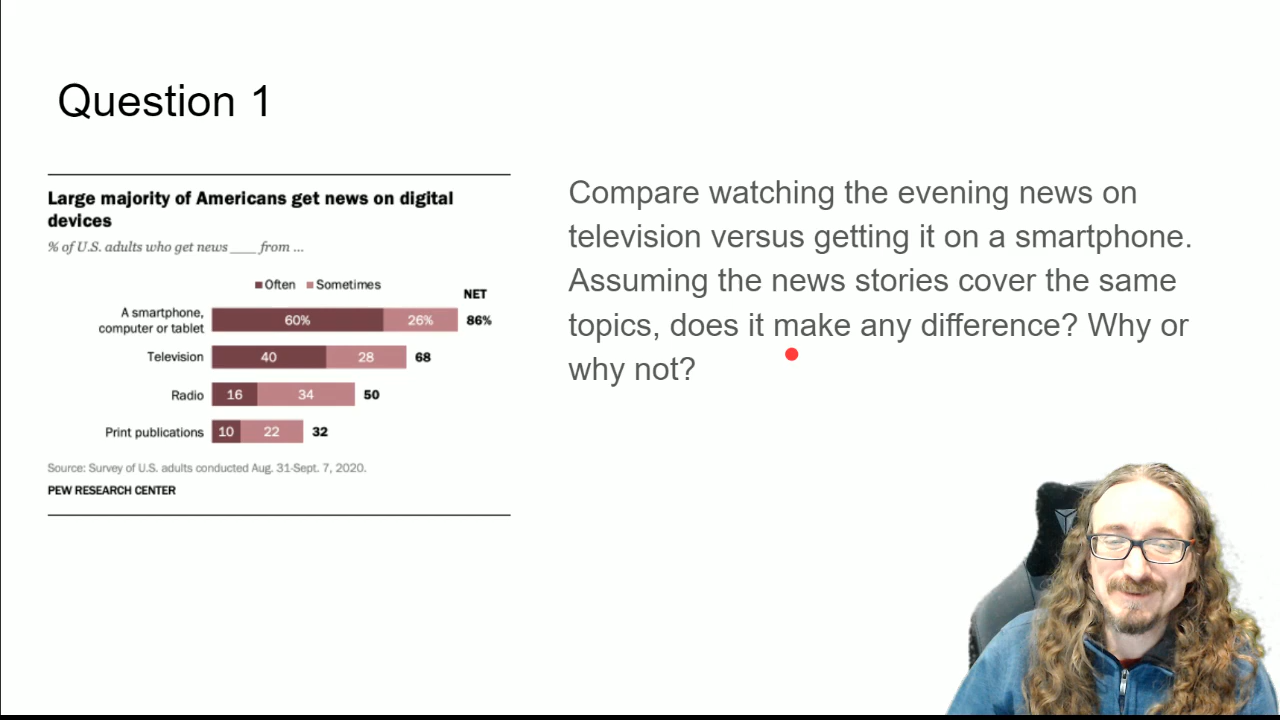 Question 1
Large majority of Americans get news on digital
devices
% of U.S. adults who get news ____ from ...
Often Sometimes
NET
A smartphone,
computer or tablet 60% 26% 86%
Television 40 28 68
Radio 16 34 50
Print publications 10 22 32
Source: Survey of U.S. adults conducted Aug. 31-Sept. 7, 2020.
PEW RESEARCH CENTER
Compare watching the evening news on
television versus getting it on a smartphone.
Assuming the news stories cover the same
topics, does it make any difference? Why or
why not?